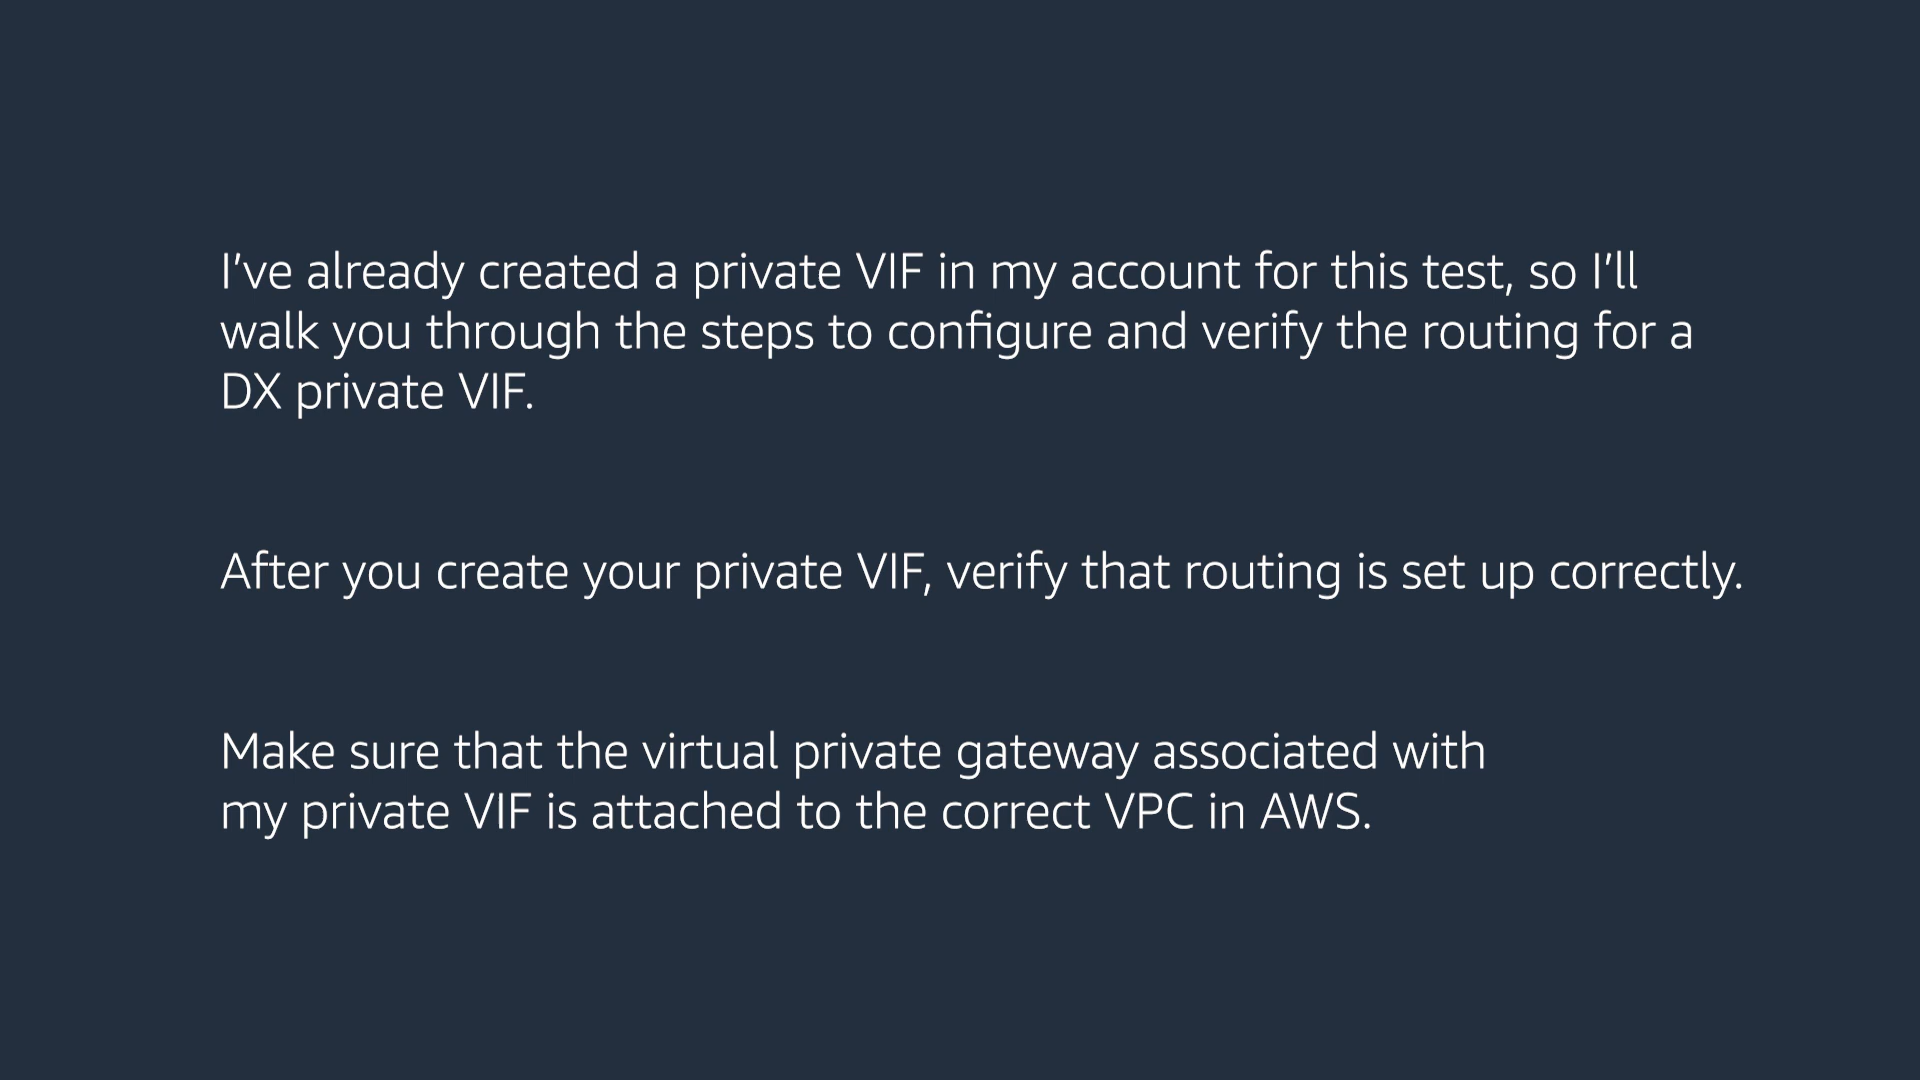 I’ve already created a private VIF in my account for this test, so I’ll
walk you through the steps to configure and verify the routing for a
DX private VIF.
After you create your private VIF, verify that routing is set up correctly.
Make sure that the virtual private gateway associated with
my private VIF is attached to the correct VPC in AWS.